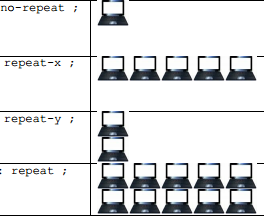 no-repeat ;
repeat-x ;
repeat-y ;
: repeat ;